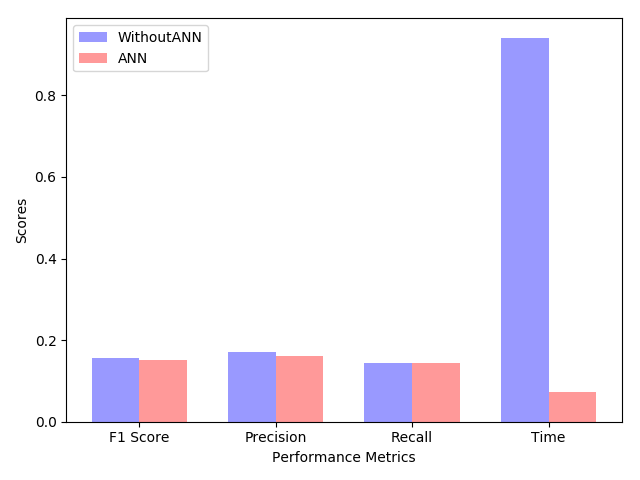 WithoutANN
ANN
Scores
0.8
0.6
0.4
0.2
0.0
F1 Score
Precision
Recall
Time
Performance Metrics